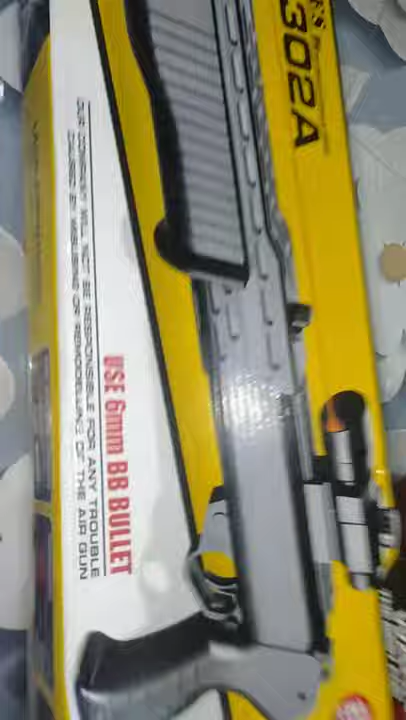 302A
USE 6mm BB BULLET
OUR COMPANY WILL NOT BE RESPONSIBLE FOR ANY TROUBLE
CAUSED BY MISUSING OR REMODELLING OF THE AIR GUN